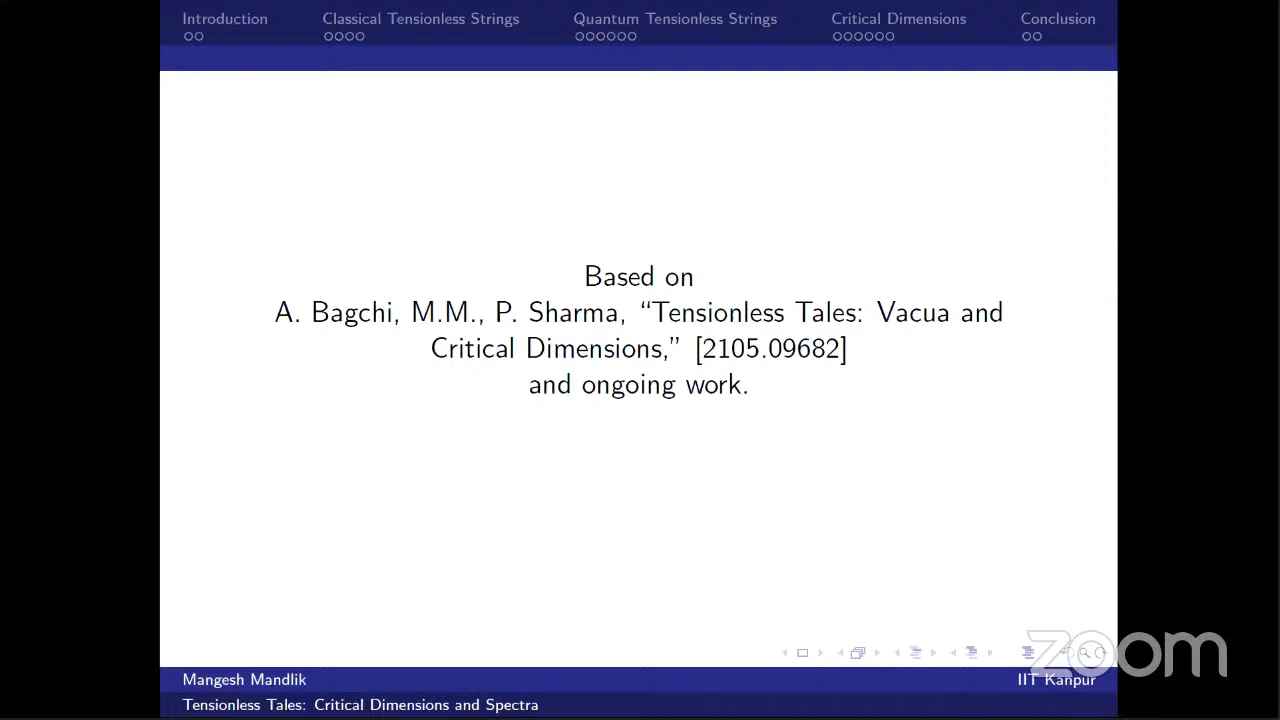 Introduction Classical Tensionless Strings Quantum Tensionless Strings Critical Dimensions Conclusion
Based on
A. Bagchi, M.M., P. Sharma, “Tensionless Tales: Vacua and
Critical Dimensions,” [2105.09682]
and ongoing work.
zoom
Mangesh Mandlik IIT Kanpur
Tensionless Tales: Critical Dimensions and Spectra